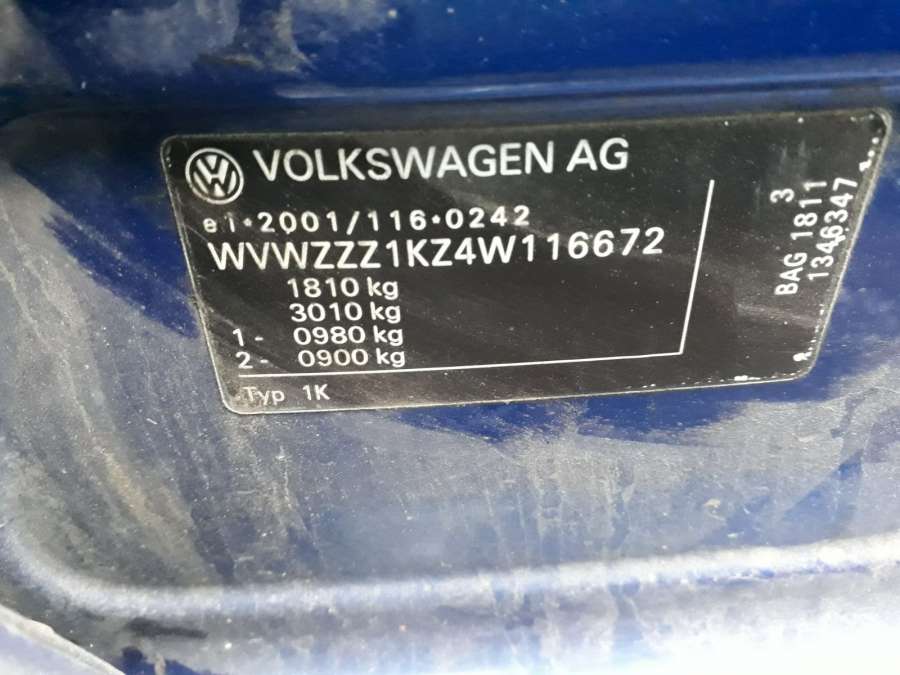 VOLKSWAGEN AG
e1*2001/116*0242
WVWZZZ1KZ4W116672
1810 kg
3010 kg
1- 0980 kg
2- 0900 kg
Typ 1K
3
BAG 1811
1346347